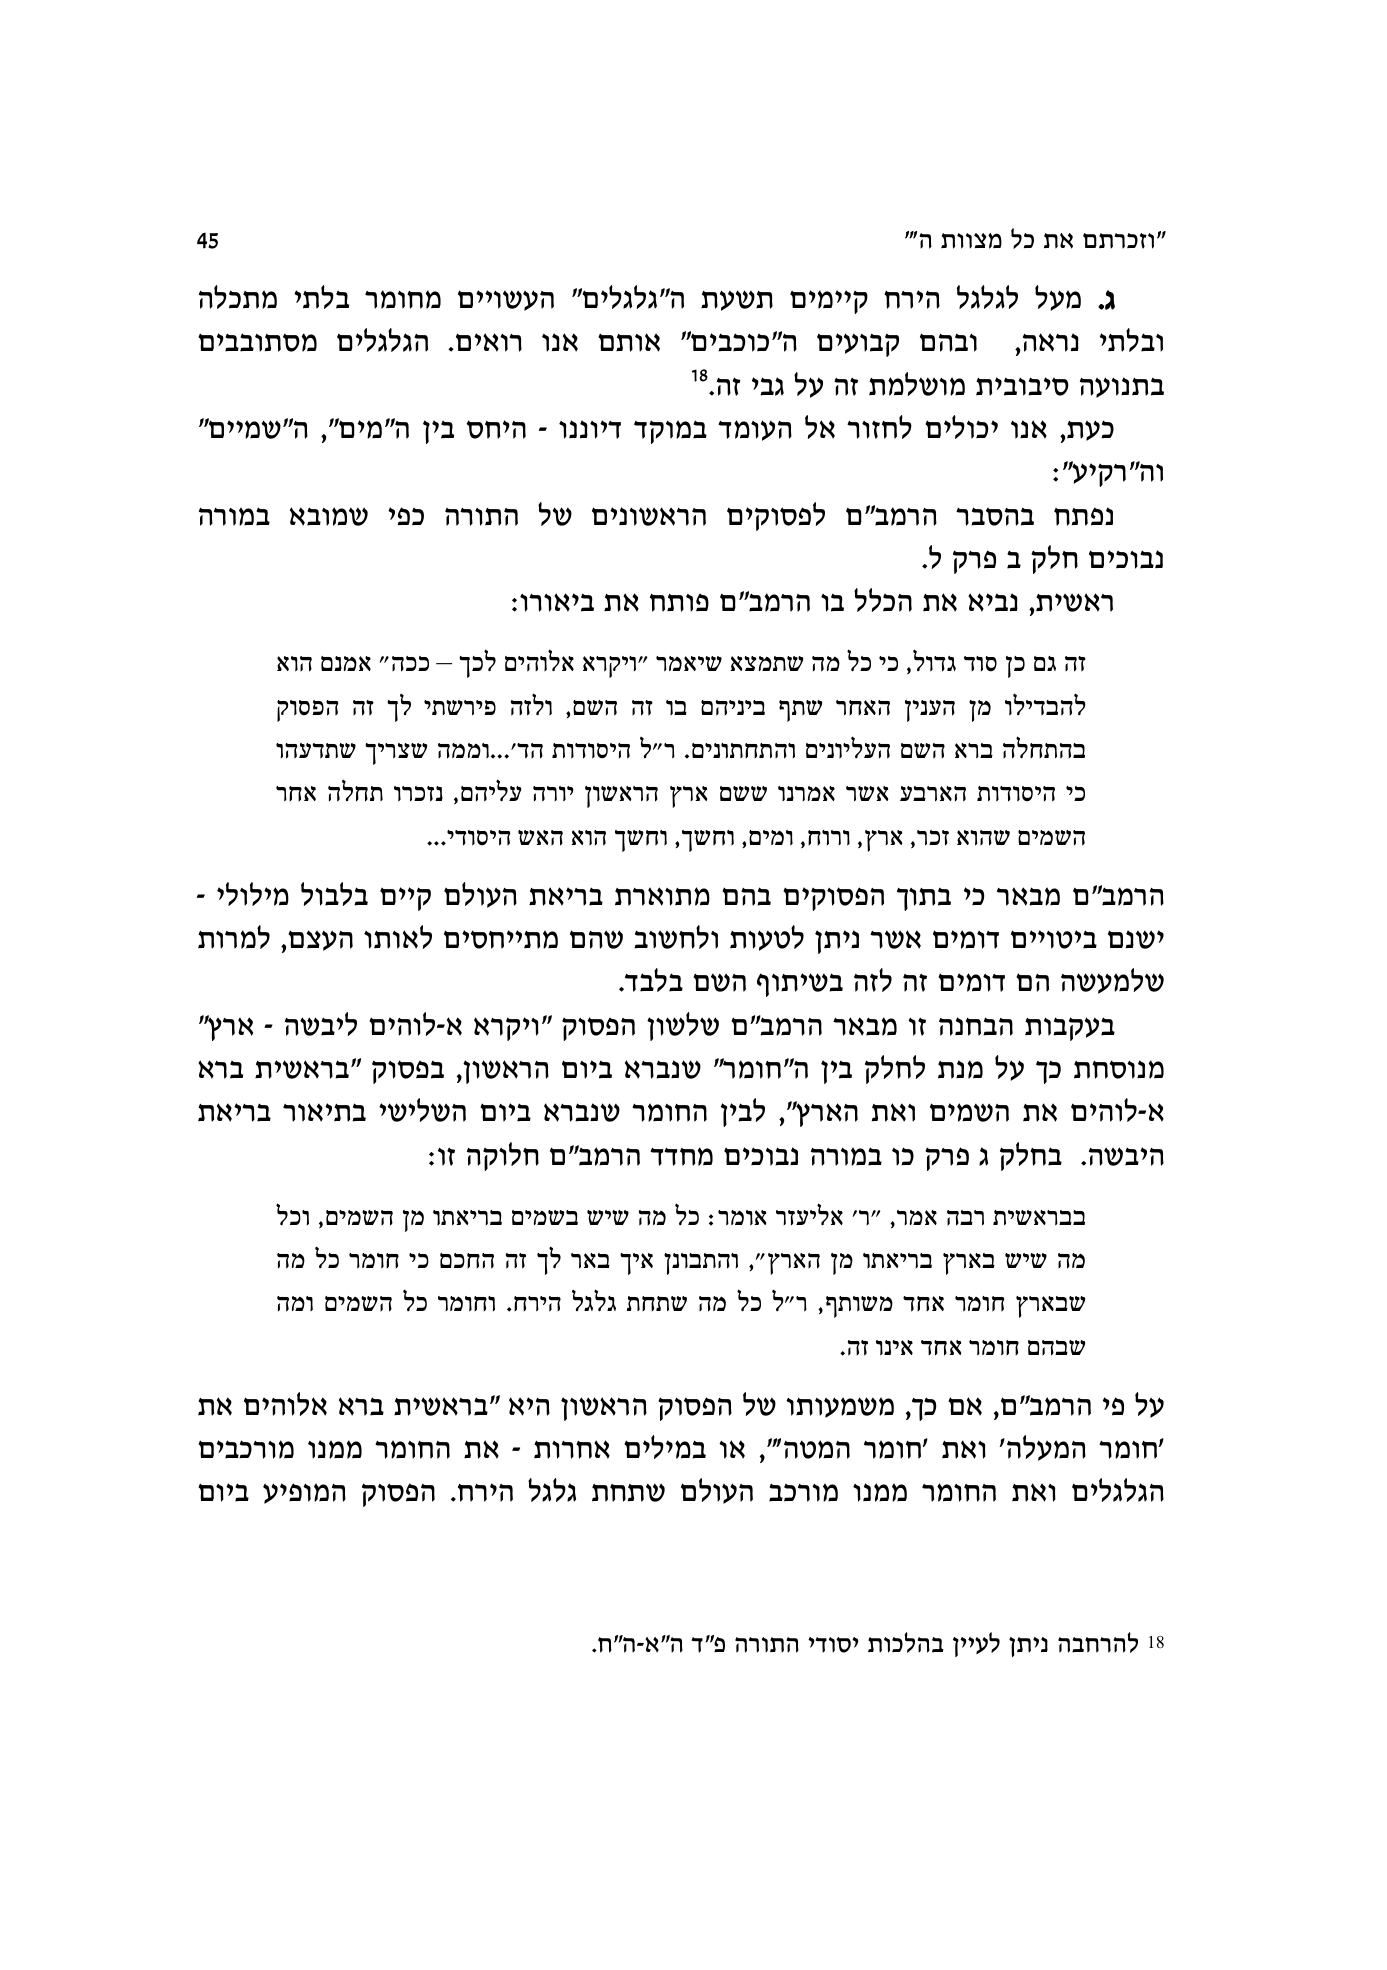 "וזכרתם את כל מצוות ה'" 45
ג. מעל לגלגל הירח קיימים תשעת ה"גלגלים" העשויים מחומר בלתי מתכלה
ובלתי נראה, ובהם קבועים ה"כוכבים" אותם אנו רואים. הגלגלים מסתובבים
בתנועה סיבובית מושלמת זה על גבי זה.18
כעת, אנו יכולים לחזור אל העומד במוקד דיוננו - היחס בין ה"מים", ה"שמיים"
וה"רקיע":
נפתח בהסבר הרמב"ם לפסוקים הראשונים של התורה כפי שמובא במורה
נבוכים חלק ב פרק ל.
ראשית, נביא את הכלל בו הרמב"ם פותח את ביאורו:
זה גם כן סוד גדול, כי כל מה שתמצא שיאמר "ויקרא אלוהים לכך – ככה" אמנם הוא
להבדילו מן הענין האחר שתף ביניהם בו זה השם, ולזה פירשתי לך זה הפסוק
בהתחלה ברא השם העליונים והתחתונים. ר"ל היסודות הד'...וממה שצריך שתדעהו
כי היסודות הארבע אשר אמרנו ששם ארץ הראשון יורה עליהם, נזכרו תחלה אחר
השמים שהוא זכר, ארץ, ורוח, ומים, וחשך, וחשך הוא האש היסודי...
הרמב"ם מבאר כי בתוך הפסוקים בהם מתוארת בריאת העולם קיים בלבול מילולי -
ישנם ביטויים דומים אשר ניתן לטעות ולחשוב שהם מתייחסים לאותו העצם, למרות
שלמעשה הם דומים זה לזה בשיתוף השם בלבד.
בעקבות הבחנה זו מבאר הרמב"ם שלשון הפסוק "ויקרא א-לוהים ליבשה - ארץ"
מנוסחת כך על מנת לחלק בין ה"חומר" שנברא ביום הראשון, בפסוק "בראשית ברא
א-לוהים את השמים ואת הארץ", לבין החומר שנברא ביום השלישי בתיאור בריאת
היבשה. בחלק ג פרק כו במורה נבוכים מחדד הרמב"ם חלוקה זו:
בבראשית רבה אמר, "ר' אליעזר אומר: כל מה שיש בשמים בריאתו מן השמים, וכל
מה שיש בארץ בריאתו מן הארץ", והתבונן איך באר לך זה החכם כי חומר כל מה
שבארץ חומר אחד משותף, ר"ל כל מה שתחת גלגל הירח. וחומר כל השמים ומה
שבהם חומר אחד אינו זה.
על פי הרמב"ם, אם כך, משמעותו של הפסוק הראשון היא "בראשית ברא אלוהים את
'חומר המעלה' ואת 'חומר המטה'", או במילים אחרות - את החומר ממנו מורכבים
הגלגלים ואת החומר ממנו מורכב העולם שתחת גלגל הירח. הפסוק המופיע ביום
18 להרחבה ניתן לעיין בהלכות יסודי התורה פ"ד ה"א-ה"ח.